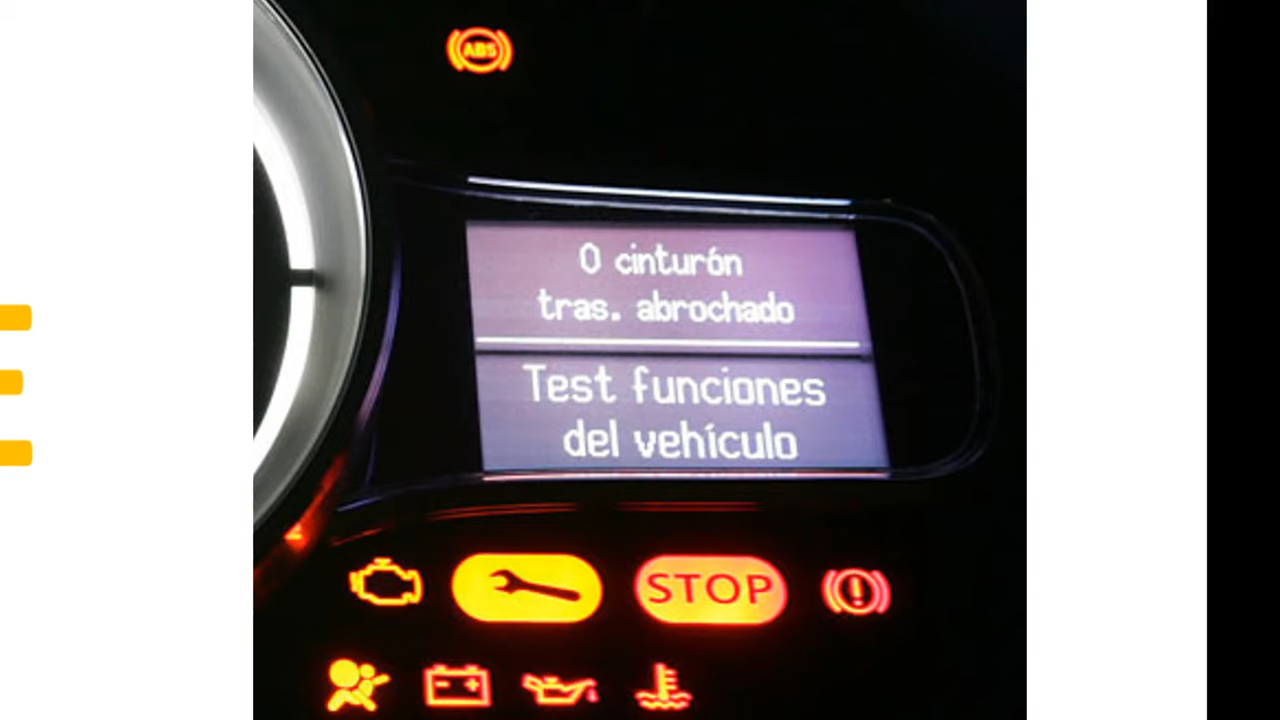 ABS
0 cinturón
tras. abrochado
Test funciones
del vehículo
STOP